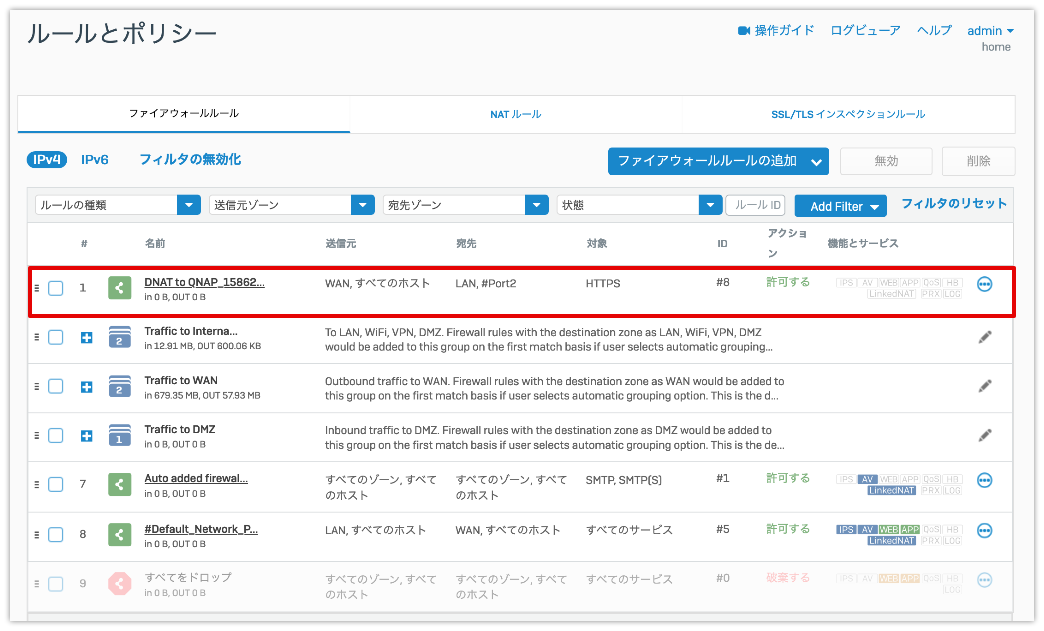 ルールとポリシー
操作ガイド ログビューア ヘルプ admin
home
ファイアウォールルール NAT ルール SSL/TLS インスペクションルール
IPv4 IPv6 フィルタの無効化 ファイアウォールルールの追加 無効 削除
ルールの種類 送信元ゾーン 宛先ゾーン 状態 ルール ID Add Filter フィルタのリセット
# 名前 送信元 宛先 対象 ID アクショ
ン 機能とサービス
1 DNAT to QNAP_15862... WAN, すべてのホスト LAN, #Port2 HTTPS #8 許可する IPS AV WEB APP QoS HB
in 0 B, OUT 0 B LinkedNAT PRX LOG
2 Traffic to Interna... To LAN, WiFi, VPN, DMZ. Firewall rules with the destination zone as LAN, WiFi, VPN, DMZ
in 12.91 MB, OUT 600.06 KB would be added to this group on the first match basis if user selects automatic grouping...
2 Traffic to WAN Outbound traffic to WAN. Firewall rules with the destination zone as WAN would be added to
in 679.35 MB, OUT 57.93 MB this group on the first match basis if user selects automatic grouping option. This is the d...
1 Traffic to DMZ Inbound traffic to DMZ. Firewall rules with the destination zone as DMZ would be added to
in 0 B, OUT 0 B this group on the first match basis if user selects automatic grouping option. This is the de...
7 Auto added firewal... すべてのゾーン, すべて すべてのゾーン, すべて SMTP, SMTP(S) #1 許可する IPS AV WEB APP QoS HB
in 0 B, OUT 0 B のホスト のホスト LinkedNAT PRX LOG
8 #Default_Network_P... LAN, すべてのホスト WAN, すべてのホスト すべてのサービス #5 許可する IPS AV WEB APP QoS HB
in 0 B, OUT 0 B LinkedNAT PRX LOG
9 すべてをドロップ すべてのゾーン, すべて すべてのゾーン, すべて すべてのサービス #0 破棄する IPS AV WEB APP QoS HB
in 0 B, OUT 0 B のホスト のホスト LOG